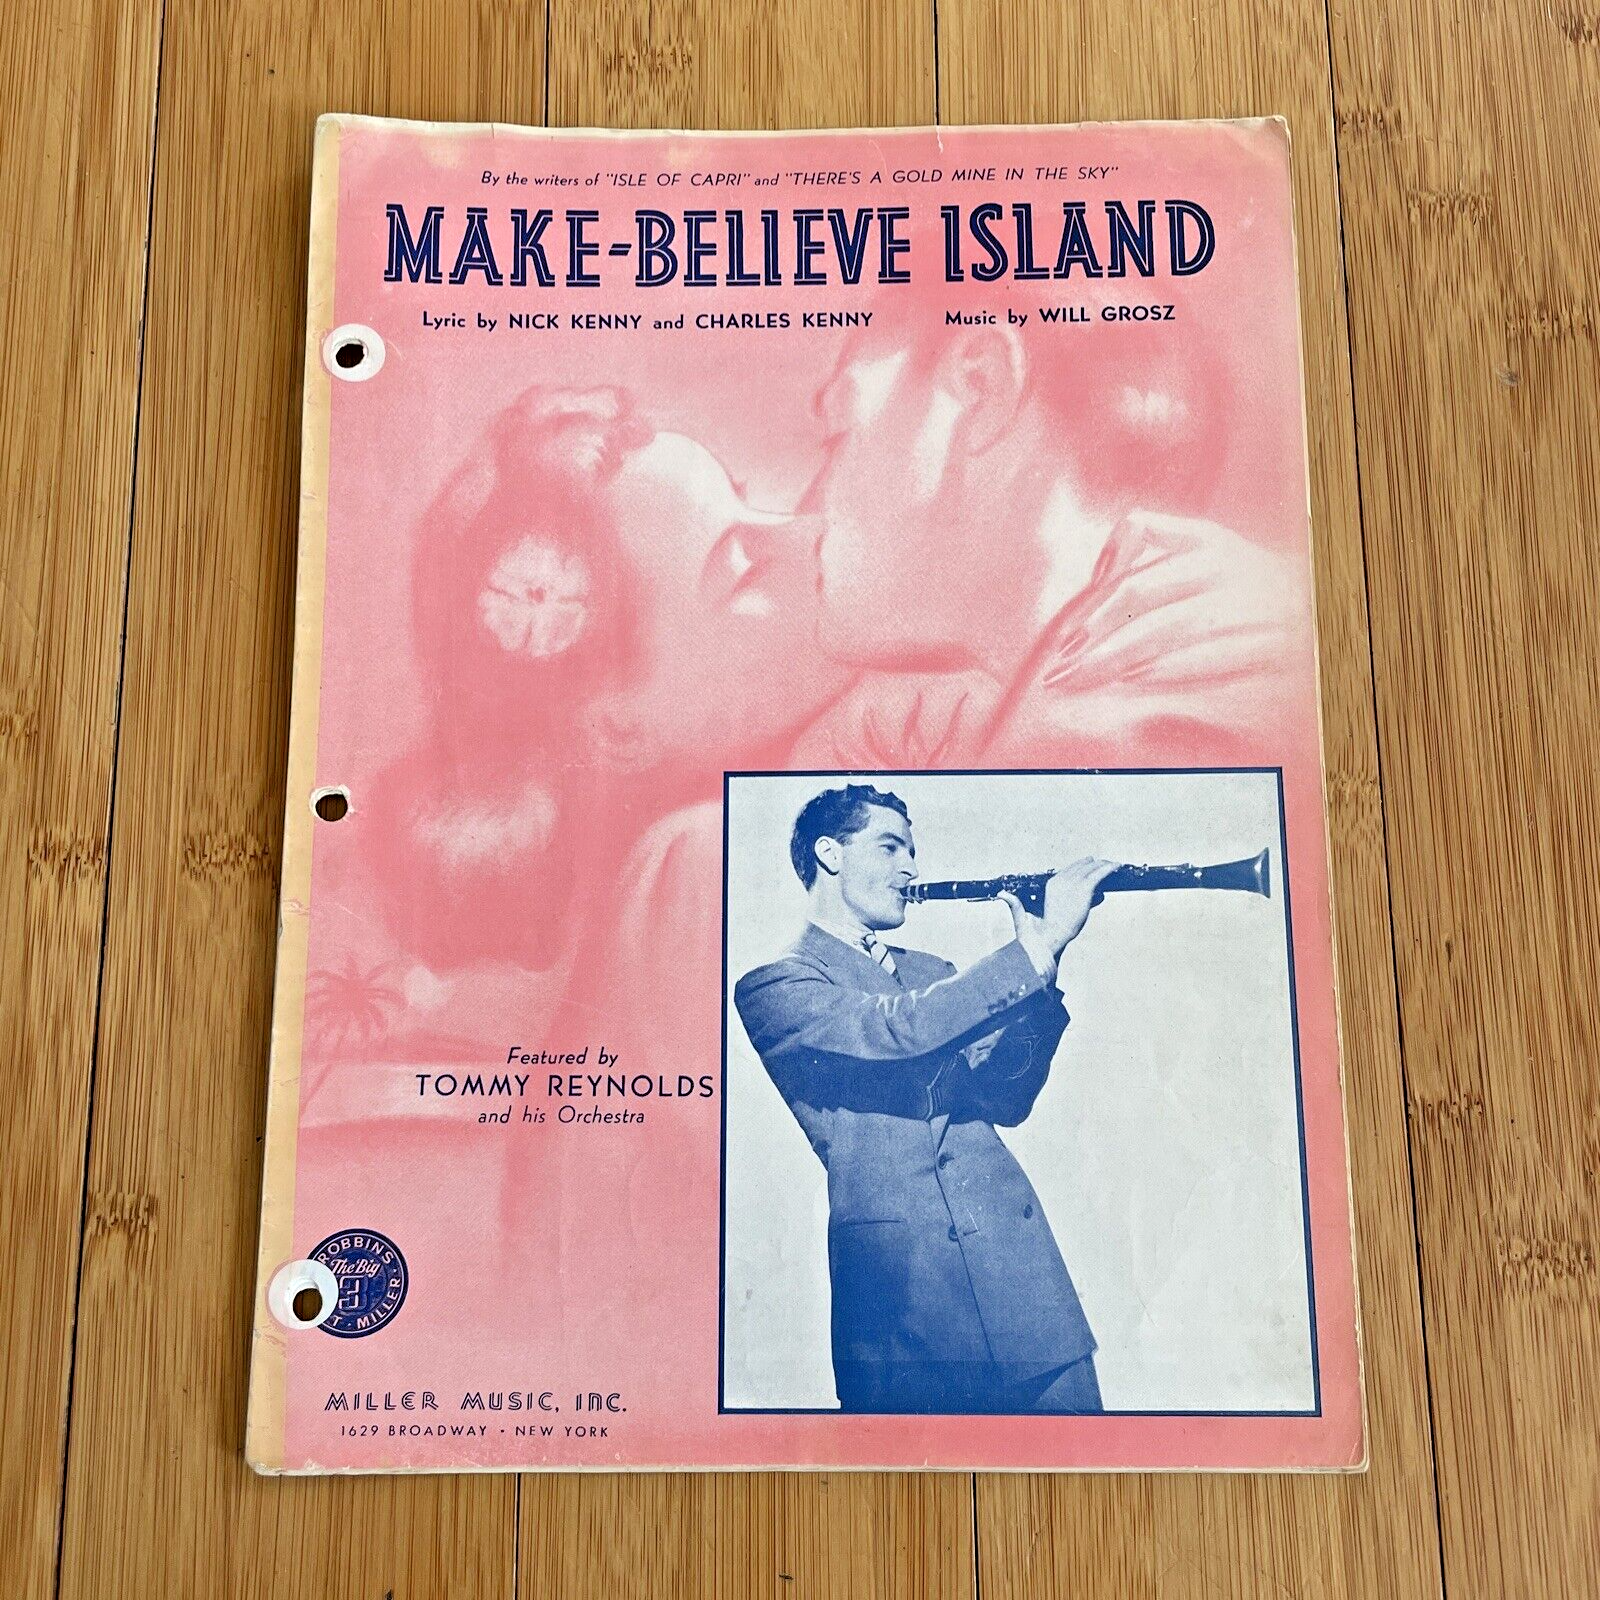 By the writers of "ISLE OF CAPRI" and "THERE'S A GOLD MINE IN THE SKY"
MAKE-BELIEVE ISLAND
Lyric by NICK KENNY and CHARLES KENNY Music by WILL GROSZ
Featured by
TOMMY REYNOLDS
and his Orchestra
ROBBINS
The Big
3
MILLER
MILLER MUSIC, INC.
1629 BROADWAY • NEW YORK